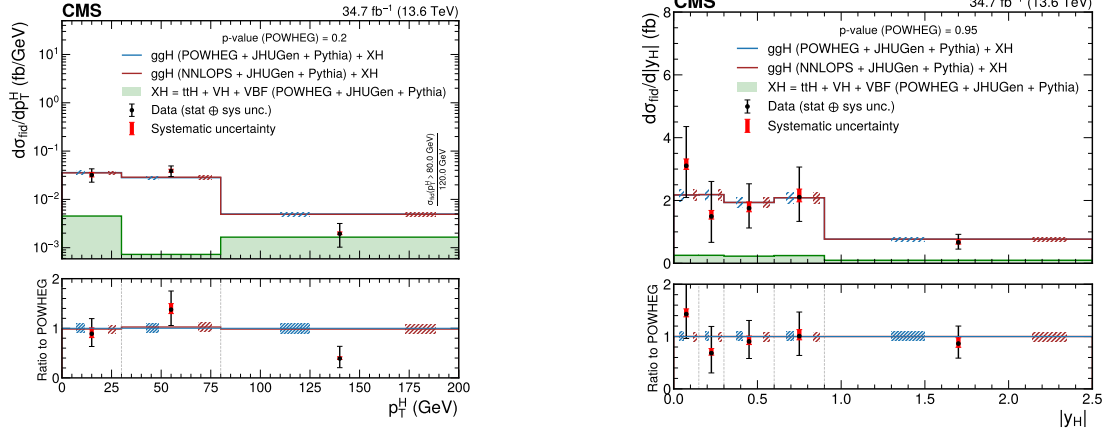 CMS
34.7 fb⁻¹ (13.6 TeV)
p-value (POWHEG) = 0.2
ggH (POWHEG + JHUGen + Pythia) + XH
ggH (NNLOPS + JHUGen + Pythia) + XH
XH = ttH + VH + VBF (POWHEG + JHUGen + Pythia)
Data (stat ⊕ sys unc.)
Systematic uncertainty
dσ_fid/dp_T^H (fb/GeV)
10¹
10⁰
10⁻¹
10⁻²
10⁻³
σ_fid(p_T^H > 80.0 GeV)
120.0 GeV
Ratio to POWHEG
2
1
0
0 25 50 75 100 125 150 175 200
p_T^H (GeV)
CMS
34.7 fb⁻¹ (13.6 TeV)
p-value (POWHEG) = 0.95
ggH (POWHEG + JHUGen + Pythia) + XH
ggH (NNLOPS + JHUGen + Pythia) + XH
XH = ttH + VH + VBF (POWHEG + JHUGen + Pythia)
Data (stat ⊕ sys unc.)
Systematic uncertainty
dσ_fid/d|y_H| (fb)
8
6
4
2
0
Ratio to POWHEG
2
1
0
0.0 0.5 1.0 1.5 2.0 2.5
|y_H|